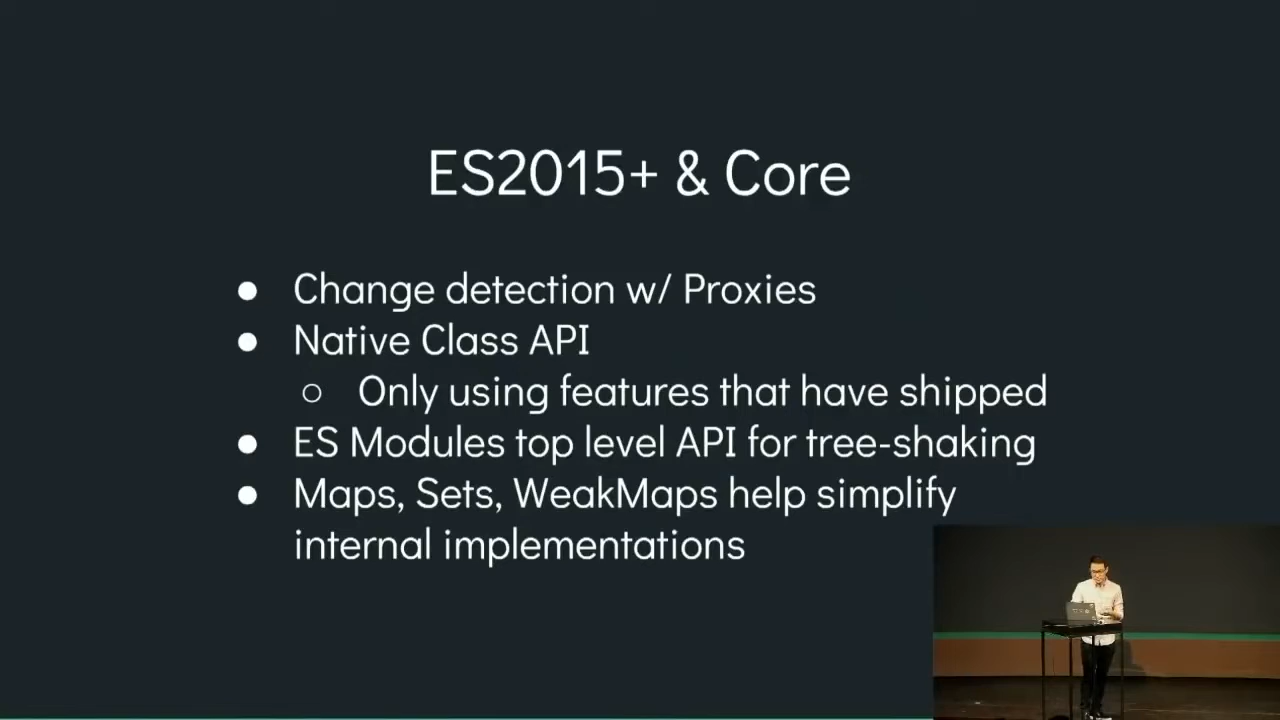 ES2015+ & Core
● Change detection w/ Proxies
● Native Class API
○ Only using features that have shipped
● ES Modules top level API for tree-shaking
● Maps, Sets, WeakMaps help simplify
internal implementations